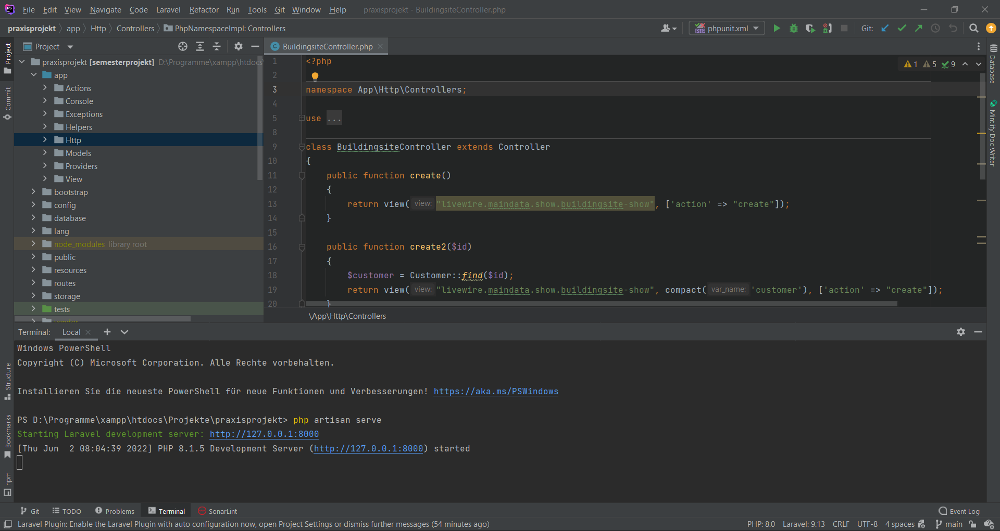 File Edit View Navigate Code Laravel Refactor Run Tools Git Window Help praxisprojekt - BuildingsiteController.php
praxisprojekt app Http Controllers PhpNamespaceImpl: Controllers phpunit.xml Git:
Project
Project
BuildingsiteController.php
praxisprojekt [semesterprojekt] D:\Programme\xampp\htdocs\
app
Actions
Console
Exceptions
Helpers
Http
Models
Providers
View
bootstrap
config
database
lang
node_modules library root
public
resources
routes
storage
tests
vendor
Commit
1 <?php
1 5 9
2
3 namespace App\Http\Controllers;
4
5 use ...
8
9 class BuildingsiteController extends Controller
10 {
11 public function create()
12 {
13 return view( view: "livewire.maindata.show.buildingsite-show", ['action' => "create"]);
14 }
15
16 public function create2($id)
17 {
18 $customer = Customer::find($id);
19 return view( view: "livewire.maindata.show.buildingsite-show", compact( var_name: 'customer'), ['action' => "create"]);
20 }
\App\Http\Controllers
Database
Mintlify Doc Writer
Terminal: Local
Windows PowerShell
Copyright (C) Microsoft Corporation. Alle Rechte vorbehalten.
Installieren Sie die neueste PowerShell für neue Funktionen und Verbesserungen! https://aka.ms/PSWindows
PS D:\Programme\xampp\htdocs\Projekte\praxisprojekt> php artisan serve
Starting Laravel development server: http://127.0.0.1:8000
[Thu Jun  2 08:04:39 2022] PHP 8.1.5 Development Server (http://127.0.0.1:8000) started
Structure
Bookmarks
npm
Git TODO Problems Terminal SonarLint Event Log
Laravel Plugin: Enable the Laravel Plugin with auto configuration now, open Project Settings or dismiss further messages (54 minutes ago) PHP: 8.0 Laravel: 9.13 CRLF UTF-8 4 spaces main